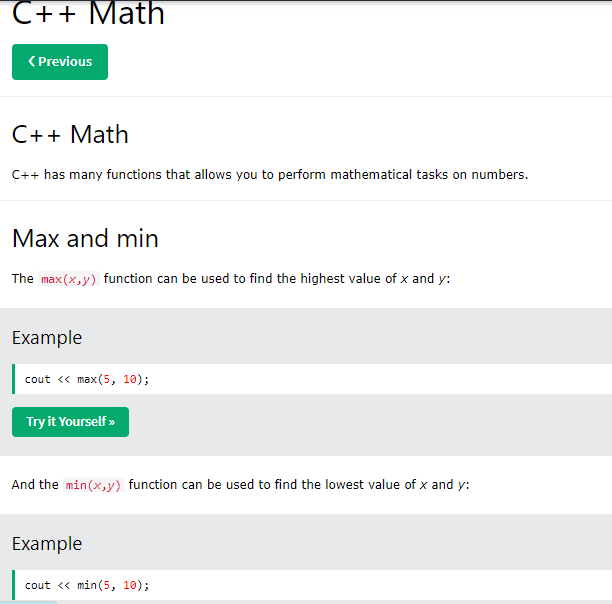 C++ Math
❮ Previous
C++ Math
C++ has many functions that allows you to perform mathematical tasks on numbers.
Max and min
The max(x,y) function can be used to find the highest value of x and y:
Example
cout << max(5, 10);
Try it Yourself »
And the min(x,y) function can be used to find the lowest value of x and y:
Example
cout << min(5, 10);